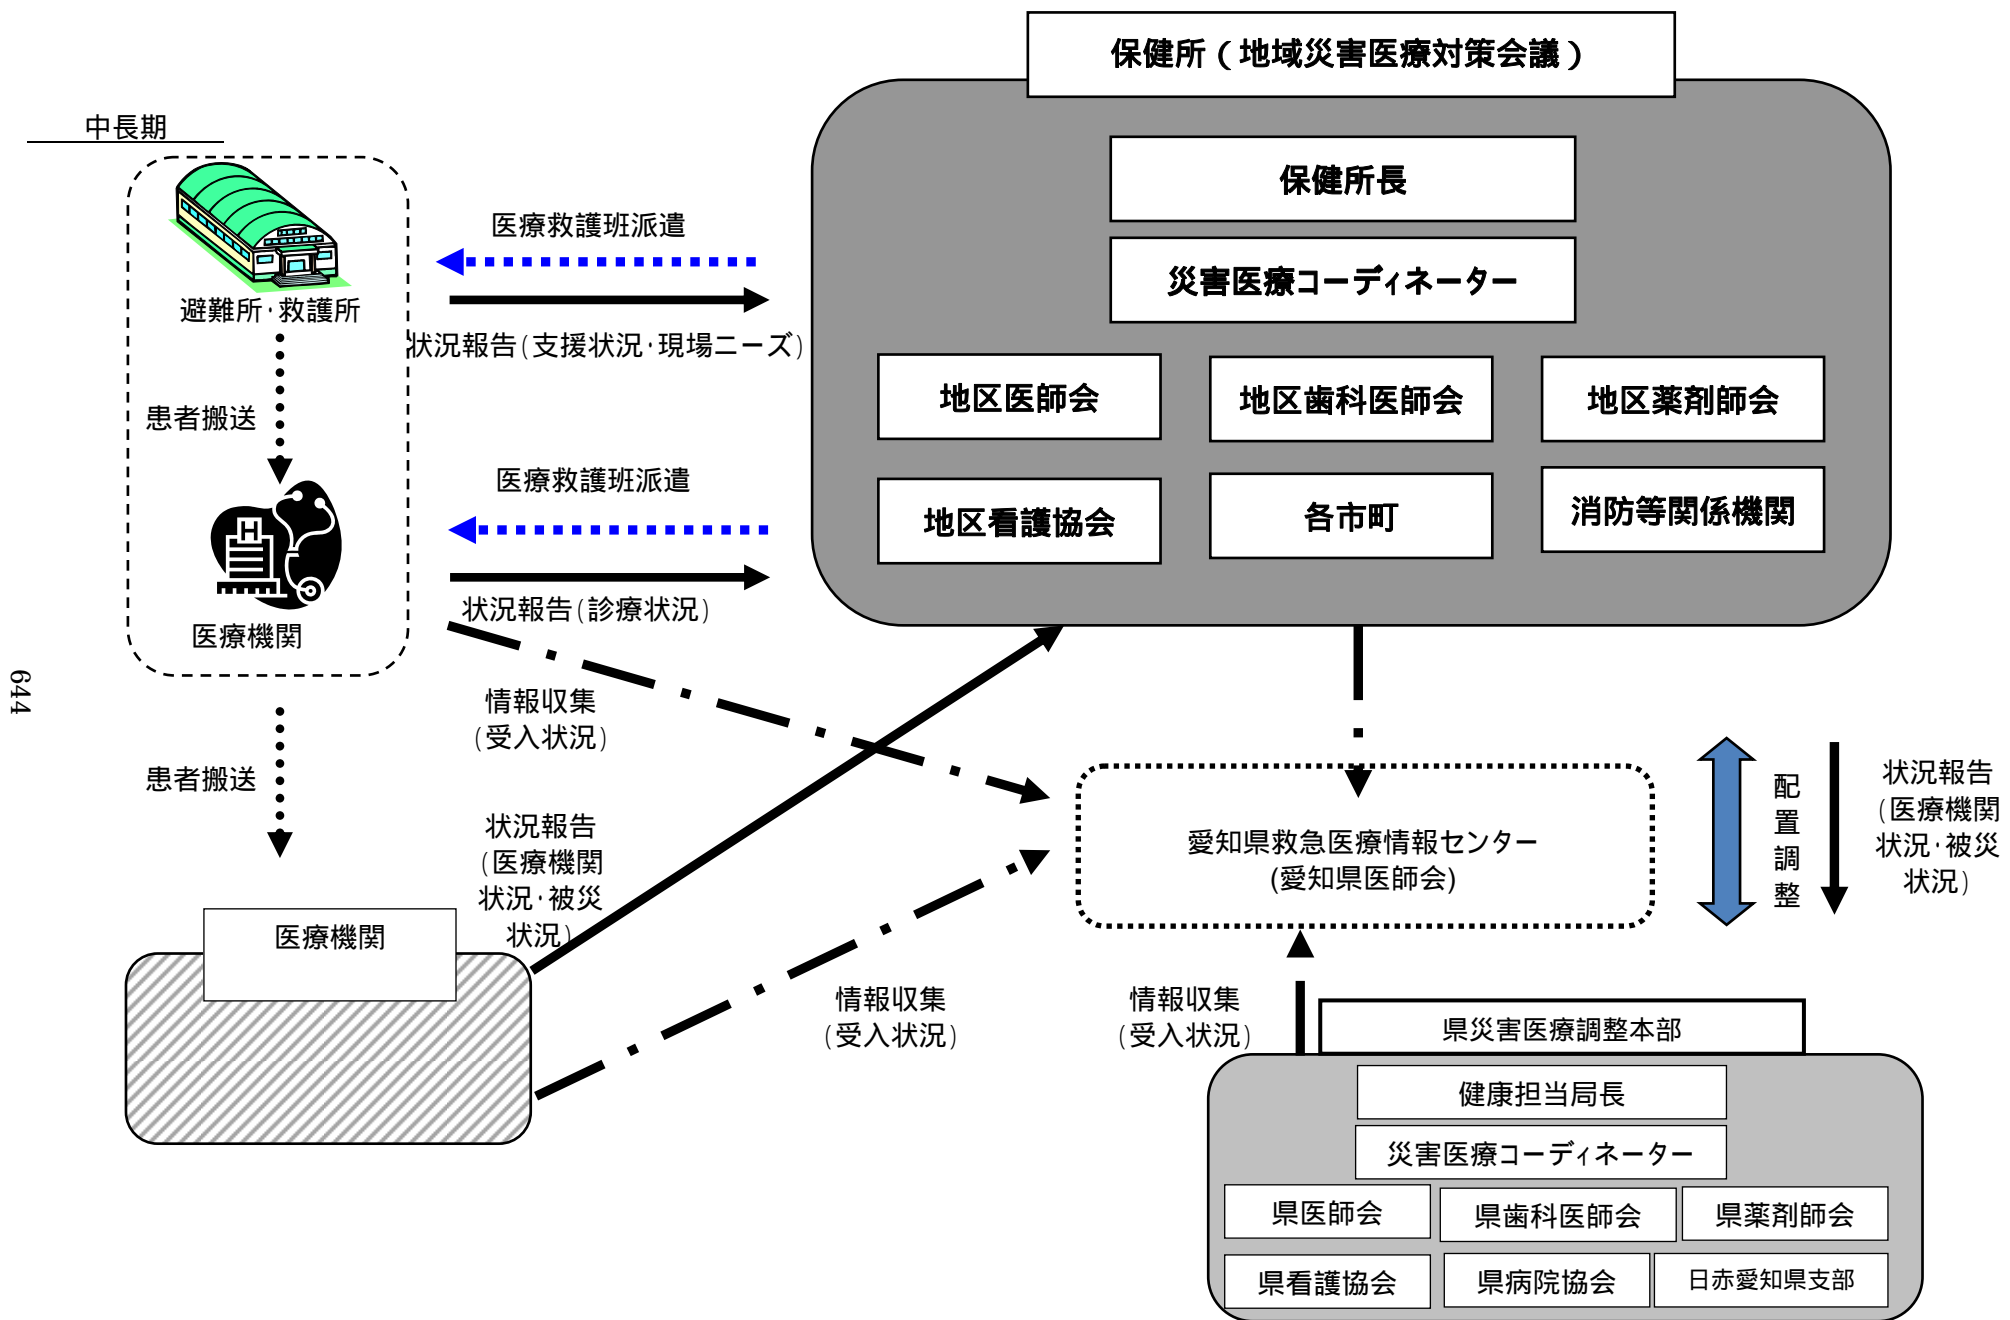 保健所（地域災害医療対策会議）
中長期
保健所長
災害医療コーディネーター
地区医師会
地区歯科医師会
地区薬剤師会
地区看護協会
各市町
消防等関係機関
医療救護班派遣
避難所・救護所
状況報告（支援状況・現場ニーズ）
患者搬送
医療救護班派遣
状況報告（診療状況）
医療機関
644
情報収集
（受入状況）
患者搬送
状況報告
（医療機関
状況・被災
状況）
愛知県救急医療情報センター
(愛知県医師会)
配
置
調
整
状況報告
（医療機関
状況・被災
状況）
医療機関
情報収集
（受入状況）
情報収集
（受入状況）
県災害医療調整本部
健康担当局長
災害医療コーディネーター
県医師会
県歯科医師会
県薬剤師会
県看護協会
県病院協会
日赤愛知県支部
H